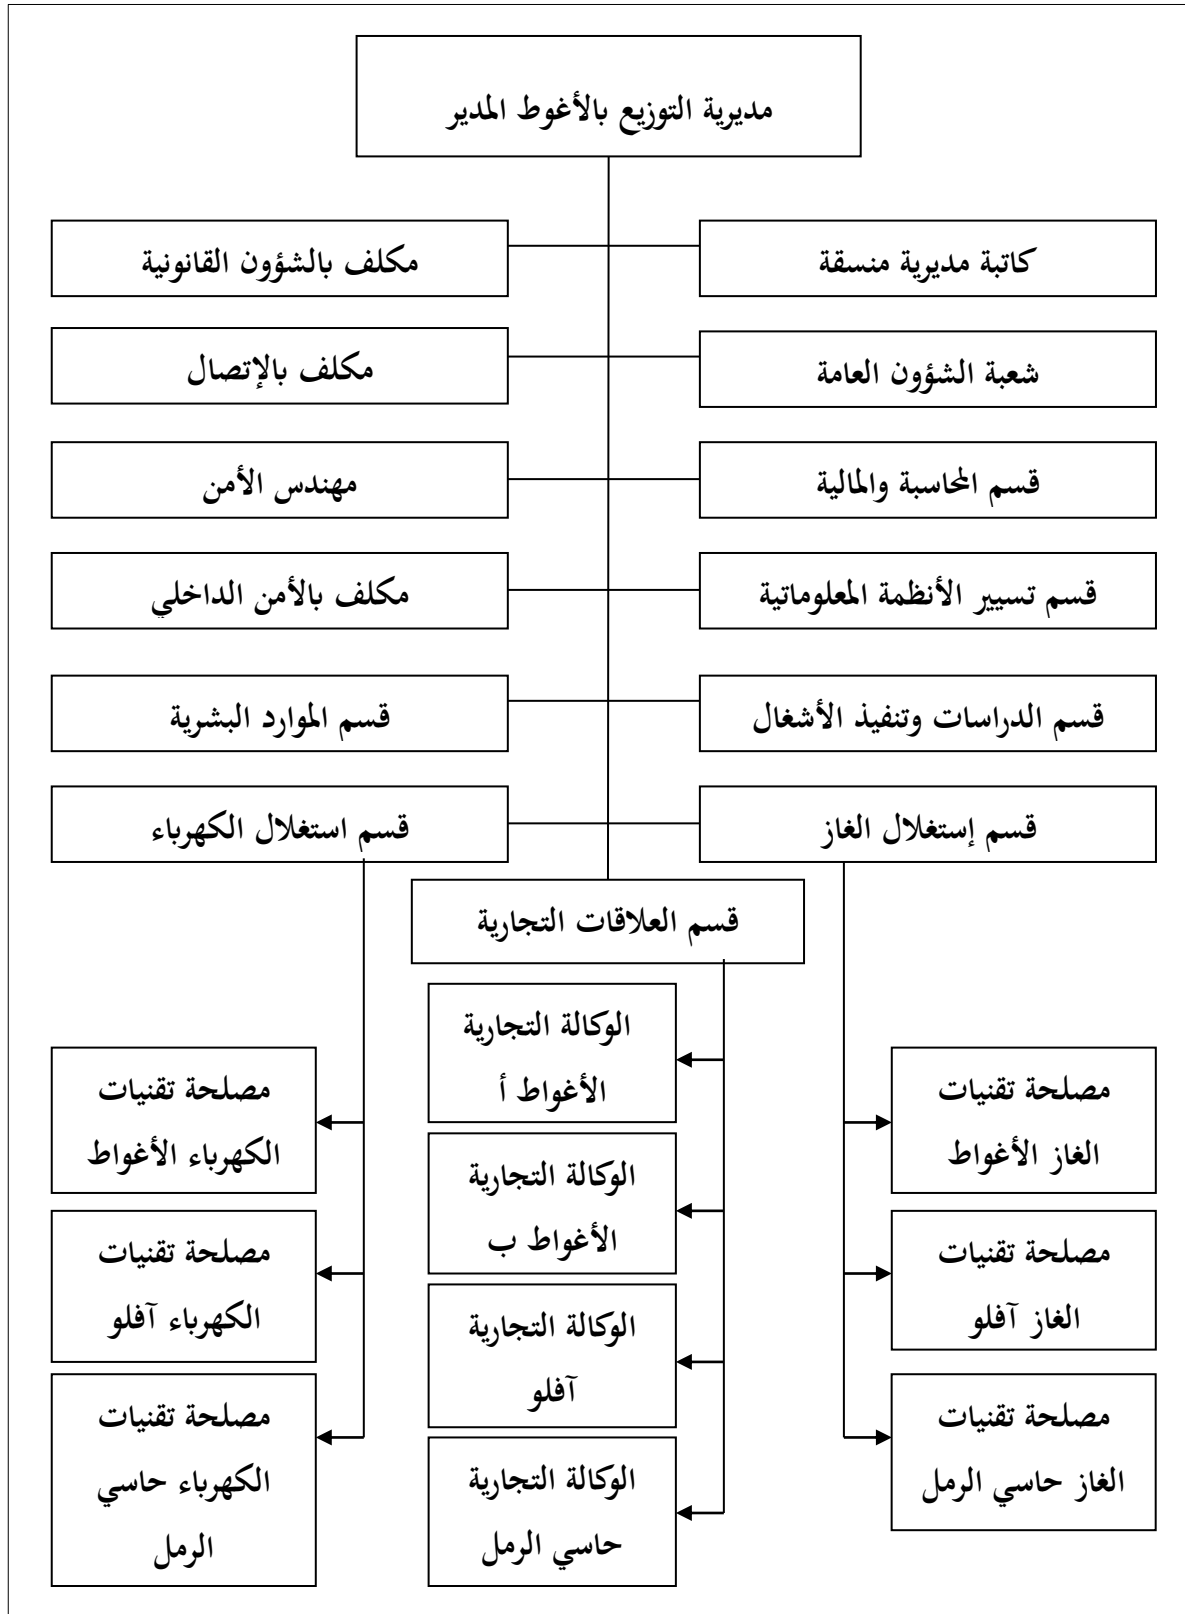 مديرية التوزيع بالأغوط المدير
كاتبة مديرية منسقة
مكلف بالشؤون القانونية
شعبة الشؤون العامة
مكلف بالإتصال
قسم المحاسبة والمالية
مهندس الأمن
قسم تسيير الأنظمة المعلوماتية
مكلف بالأمن الداخلي
قسم الدراسات وتنفيذ الأشغال
قسم الموارد البشرية
قسم إستغلال الغاز
قسم استغلال الكهرباء
قسم العلاقات التجارية
مصلحة تقنيات
الغاز الأغواط
مصلحة تقنيات
الغاز آفلو
مصلحة تقنيات
الغاز حاسي الرمل
الوكالة التجارية
الأغواط أ
الوكالة التجارية
الأغواط ب
الوكالة التجارية
آفلو
الوكالة التجارية
حاسي الرمل
مصلحة تقنيات
الكهرباء الأغواط
مصلحة تقنيات
الكهرباء آفلو
مصلحة تقنيات
الكهرباء حاسي
الرمل